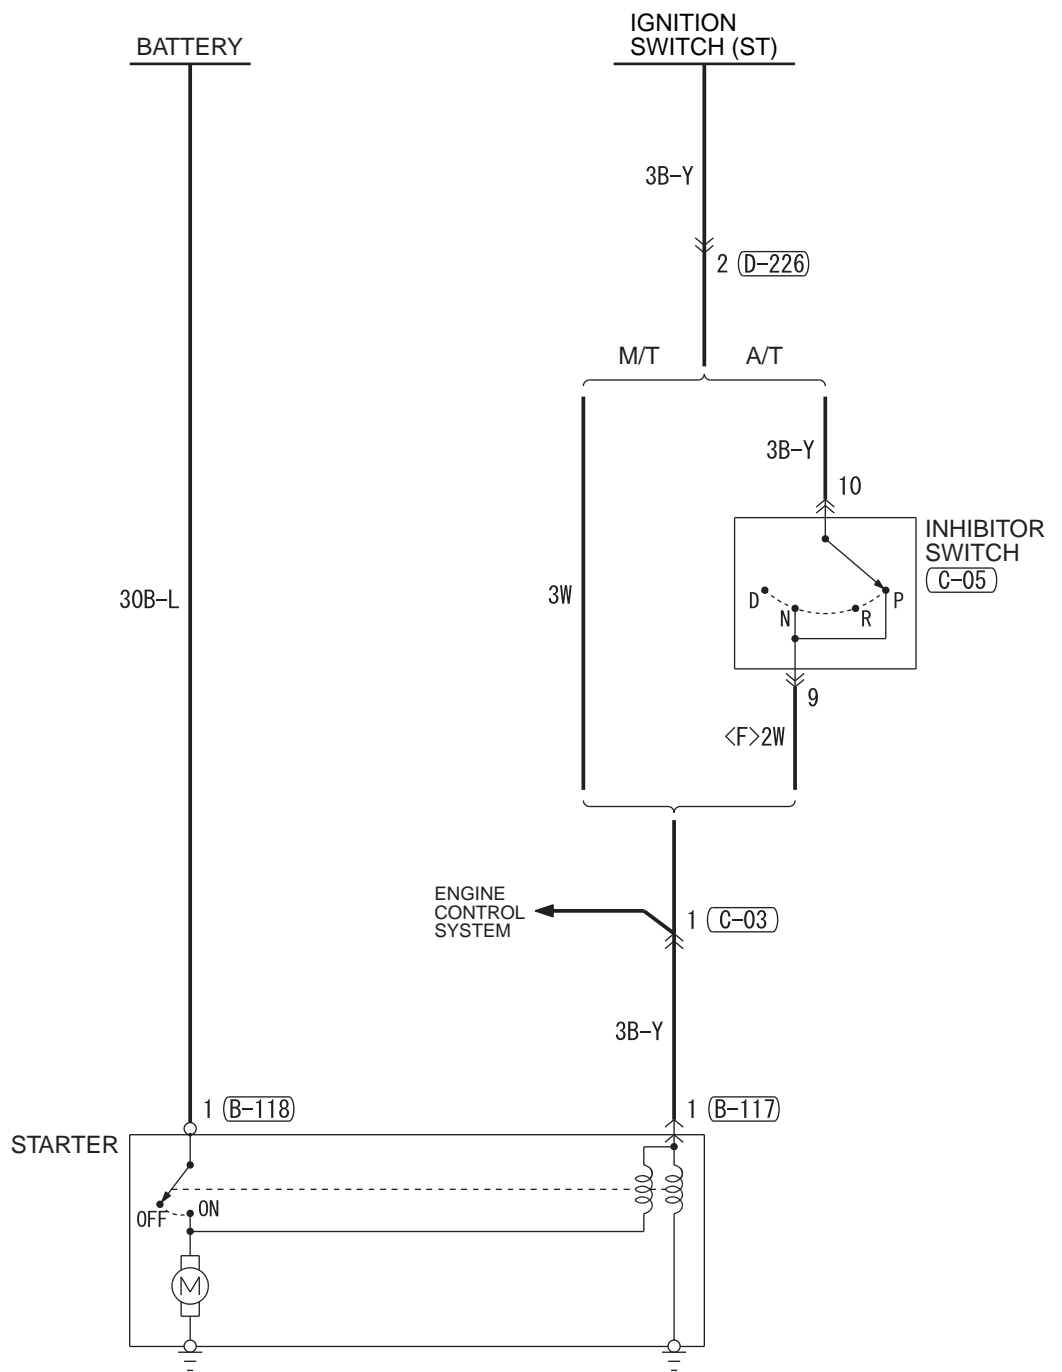 BATTERY
IGNITION
SWITCH (ST)
3B-Y
2 D-226
M/T
A/T
3B-Y
10
INHIBITOR
SWITCH
C-05
30B-L
3W
D
N
R
P
9
<F>2W
ENGINE
CONTROL
SYSTEM
1 C-03
3B-Y
1 B-118
1 B-117
STARTER
OFF
ON
M